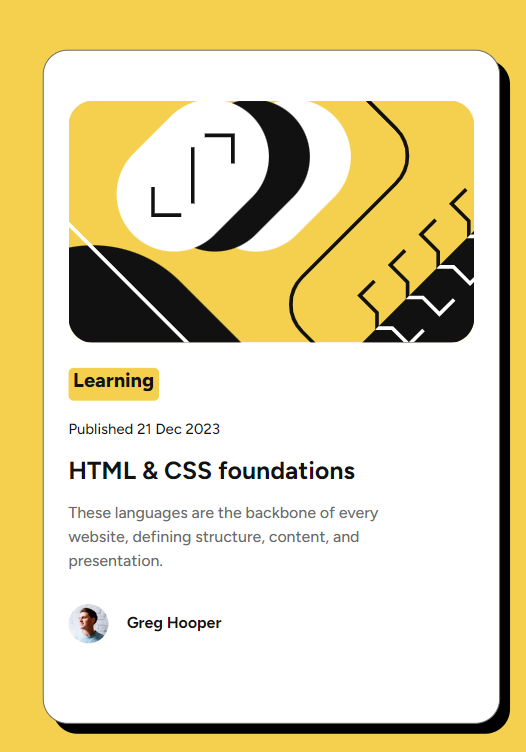 Learning
Published 21 Dec 2023
HTML & CSS foundations
These languages are the backbone of every
website, defining structure, content, and
presentation.
Greg Hooper